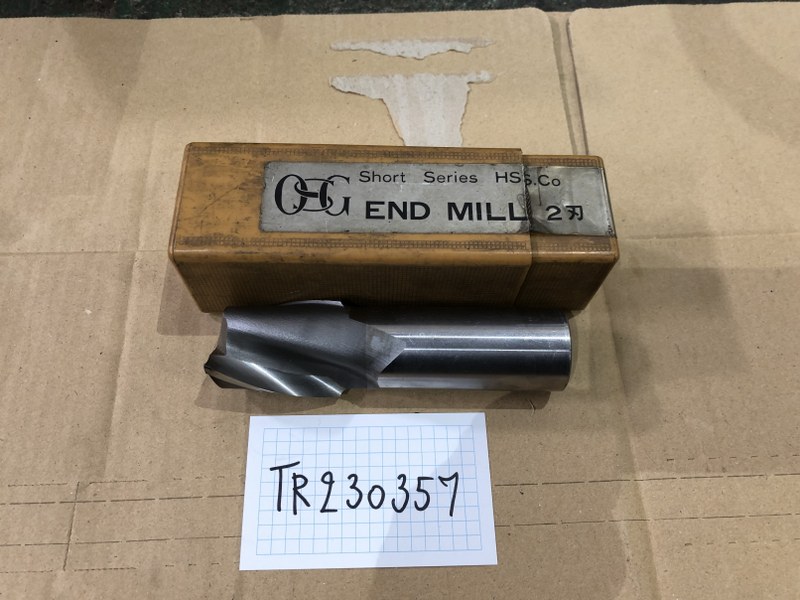 OSG Short Series HSS.Co
END MILL 2刃
TR230357